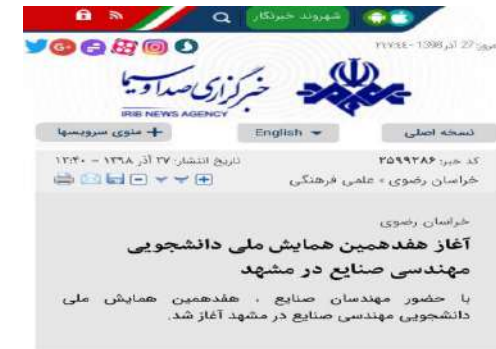 شهروند خبرنگار
امروز: 27 آذر 1398
خبرگزاری صدا و سیما
IRIB NEWS AGENCY
نسخه اصلی
English
منوی سرویسها
کد خبر: ۲۵۹۹۲۸۶
تاریخ انتشار: ۲۷ آذر ۱۳۹۸ - ۱۲:۴۰
خراسان رضوی » علمی فرهنگی
خراسان رضوی
آغاز هفدهمین همایش ملی دانشجویی
مهندسی صنایع در مشهد
با حضور مهندسان صنایع ، هفدهمین همایش ملی
دانشجویی مهندسی صنایع در مشهد آغاز شد.